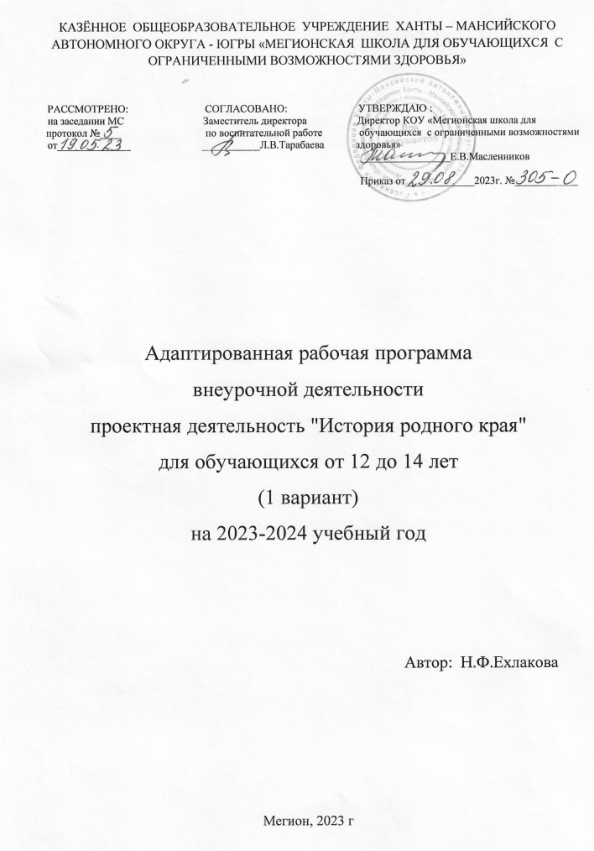 КАЗЁННОЕ ОБЩЕОБРАЗОВАТЕЛЬНОЕ УЧРЕЖДЕНИЕ ХАНТЫ – МАНСИЙСКОГО
АВТОНОМНОГО ОКРУГА - ЮГРЫ «МЕГИОНСКАЯ ШКОЛА ДЛЯ ОБУЧАЮЩИХСЯ С
ОГРАНИЧЕННЫМИ ВОЗМОЖНОСТЯМИ ЗДОРОВЬЯ»
РАССМОТРЕНО:
на заседании МС
протокол № 5
от 19.05.23
СОГЛАСОВАНО:
Заместитель директора
по воспитательной работе
Л.В.Тарабаева
УТВЕРЖДАЮ :
Директор КОУ «Мегионская школа для
обучающихся с ограниченными возможностями
здоровья»
Е.В.Масленников
Приказ от 29.08 2023г. № 305-О
Адаптированная рабочая программа
внеурочной деятельности
проектная деятельность "История родного края"
для обучающихся от 12 до 14 лет
(1 вариант)
на 2023-2024 учебный год
Автор: Н.Ф.Ехлакова
Мегион, 2023 г